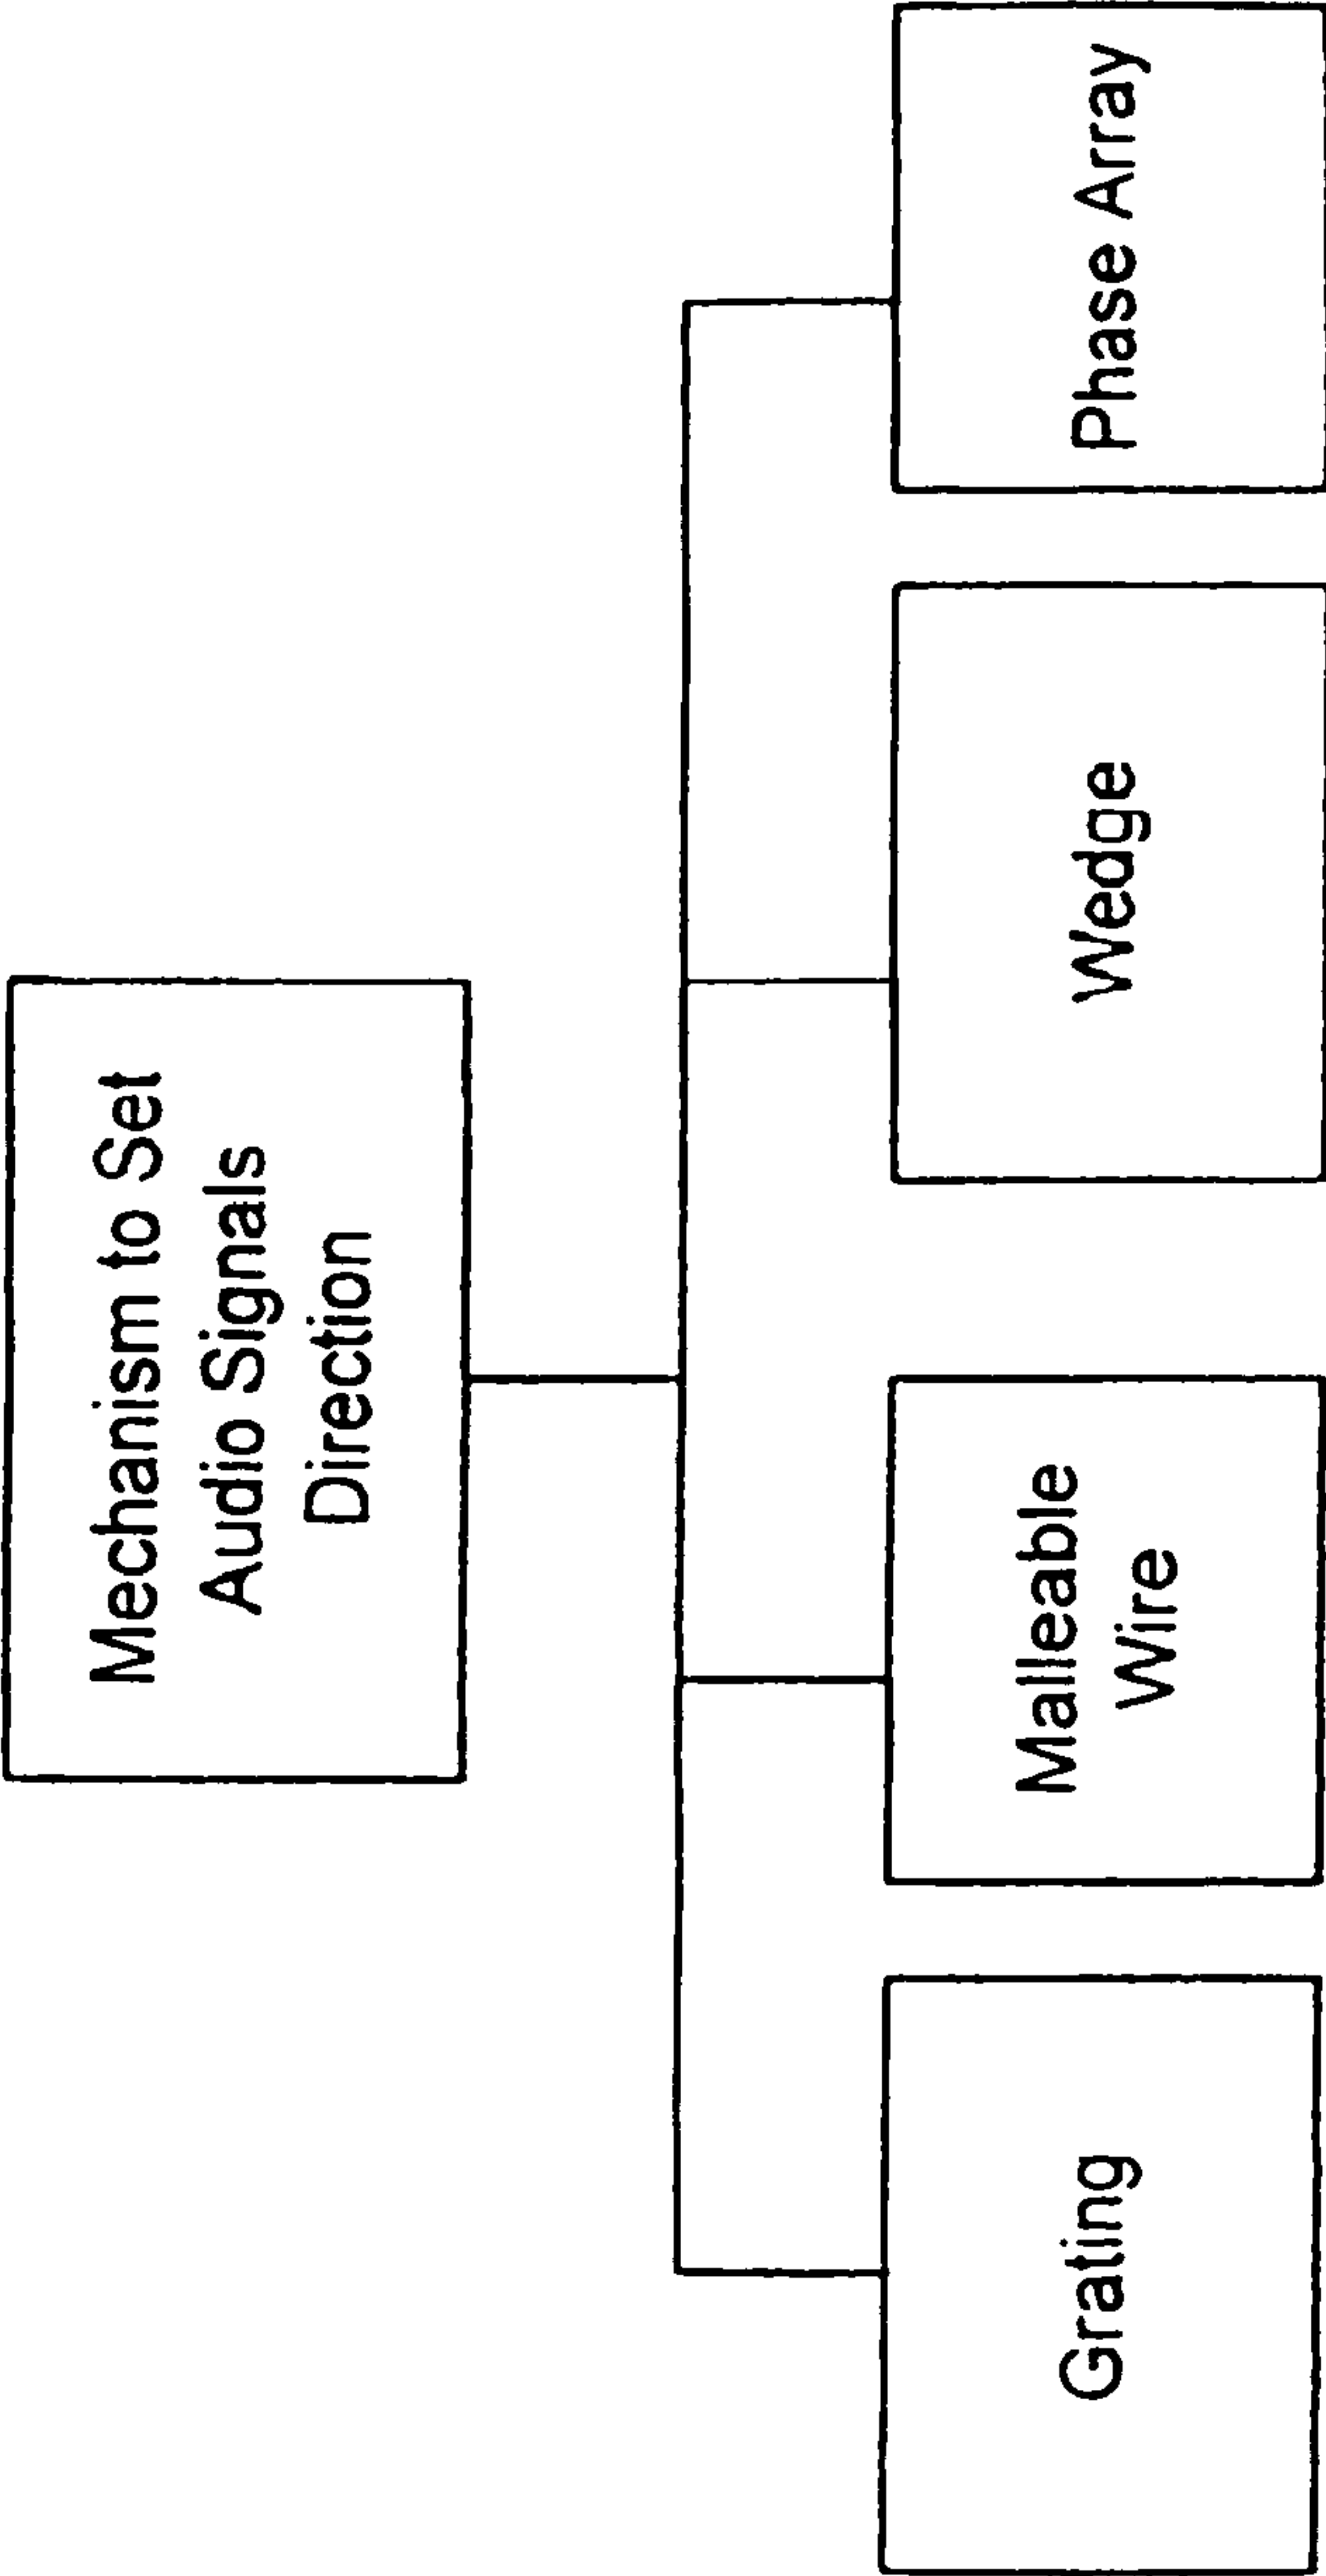 Mechanism to Set
Audio Signals
Direction
Grating
Malleable
Wire
Wedge
Phase Array